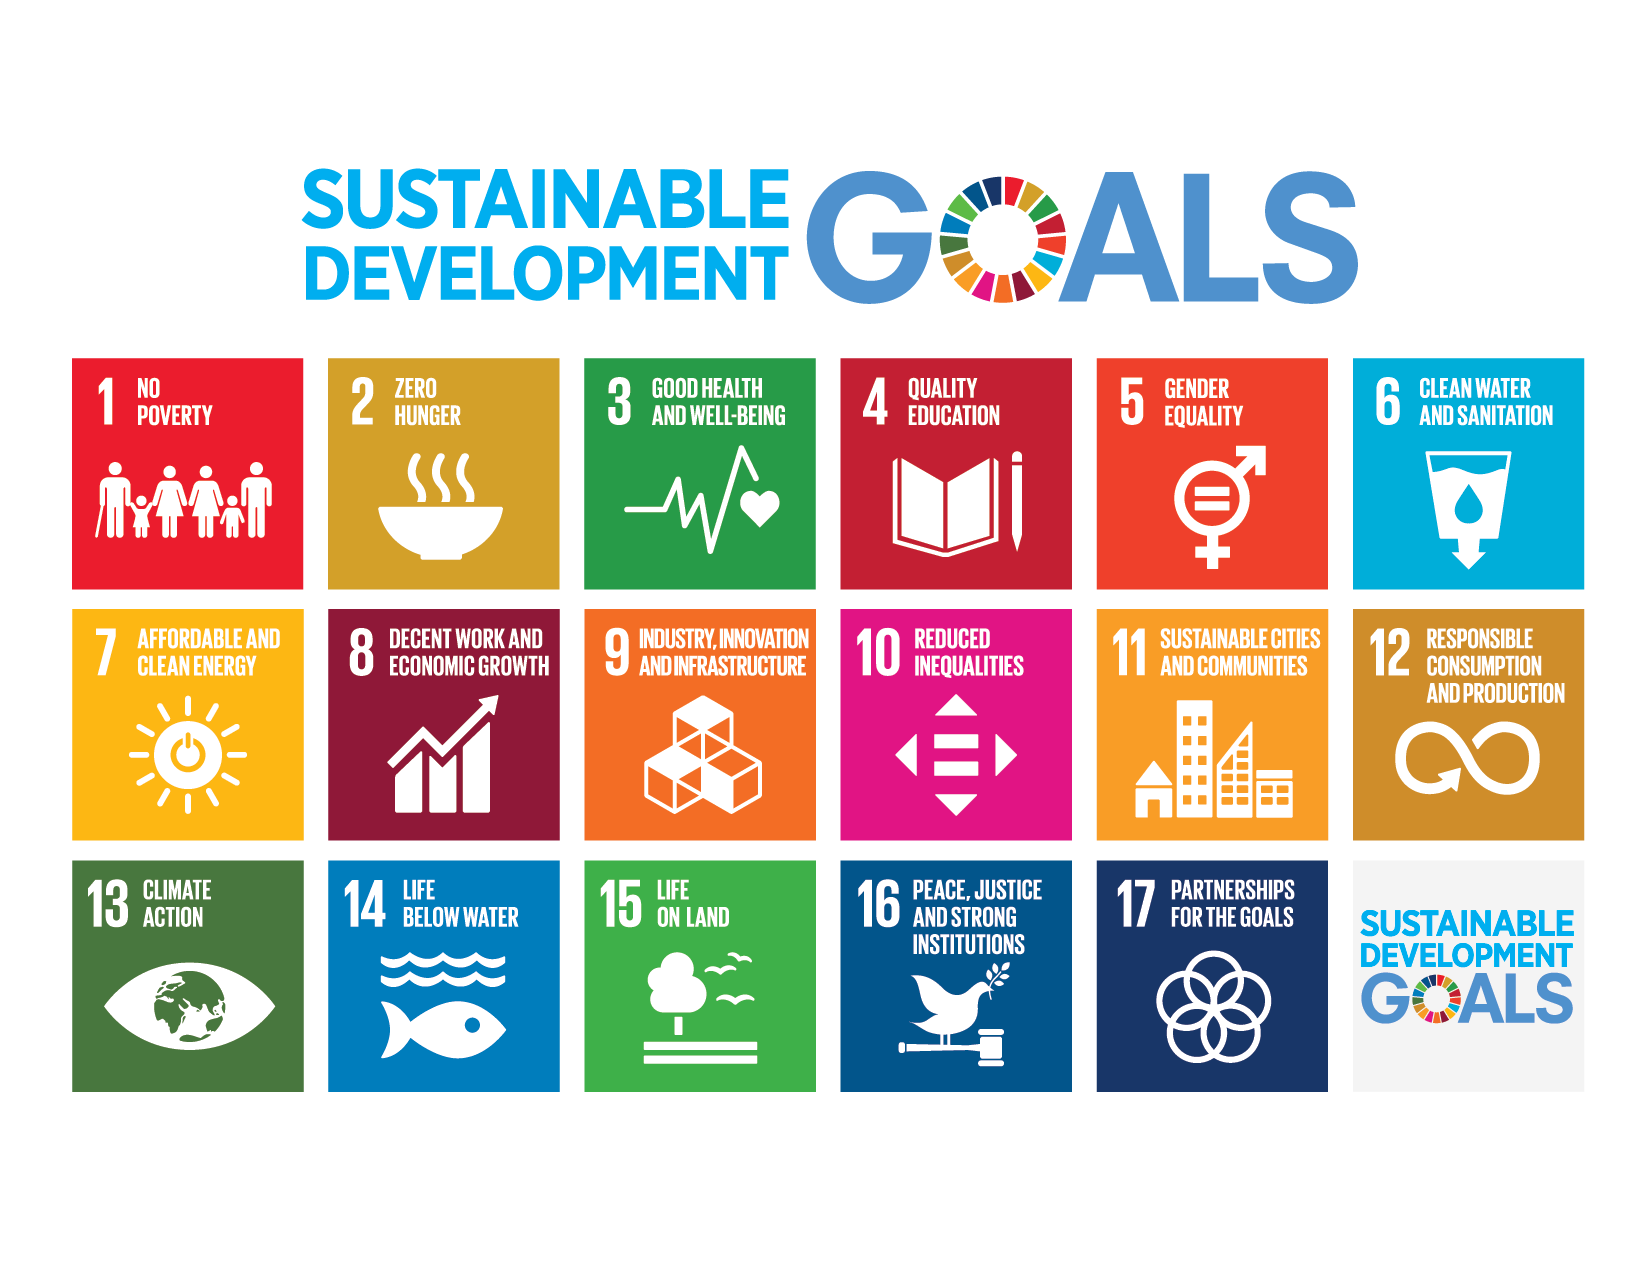 SUSTAINABLE
DEVELOPMENT
GOALS
1 NO
POVERTY
2 ZERO
HUNGER
3 GOOD HEALTH
AND WELL-BEING
4 QUALITY
EDUCATION
5 GENDER
EQUALITY
6 CLEAN WATER
AND SANITATION
7 AFFORDABLE AND
CLEAN ENERGY
8 DECENT WORK AND
ECONOMIC GROWTH
9 INDUSTRY, INNOVATION
AND INFRASTRUCTURE
10 REDUCED
INEQUALITIES
11 SUSTAINABLE CITIES
AND COMMUNITIES
12 RESPONSIBLE
CONSUMPTION
AND PRODUCTION
13 CLIMATE
ACTION
14 LIFE
BELOW WATER
15 LIFE
ON LAND
16 PEACE, JUSTICE
AND STRONG
INSTITUTIONS
17 PARTNERSHIPS
FOR THE GOALS
SUSTAINABLE
DEVELOPMENT
GOALS